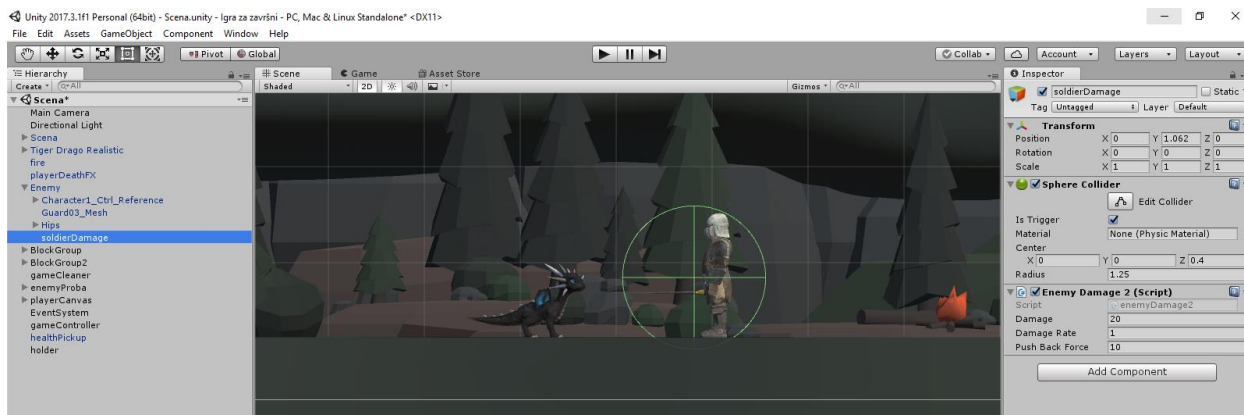 Unity 2017.3.1f1 Personal (64bit) - Scena.unity - Igra za završni - PC, Mac & Linux Standalone* <DX11>
File Edit Assets GameObject Component Window Help
Pivot Global Collab Account Layers Layout
Hierarchy
Create All
Scena*
Main Camera
Directional Light
Scena
Tiger Drago Realistic
fire
playerDeathFX
Enemy
Character1_Ctrl_Reference
Guard03_Mesh
Hips
soldierDamage
BlockGroup
BlockGroup2
gameCleaner
enemyProba
playerCanvas
EventSystem
gameController
healthPickup
holder
Scene Game Asset Store
Shaded 2D Gizmos All
Inspector
soldierDamage Static
Tag Untagged Layer Default
Transform
Position X 0 Y 1.062 Z 0
Rotation X 0 Y 0 Z 0
Scale X 1 Y 1 Z 1
Sphere Collider
Edit Collider
Is Trigger
Material None (Physic Material)
Center
X 0 Y 0 Z 0.4
Radius 1.25
Enemy Damage 2 (Script)
Script enemyDamage2
Damage 20
Damage Rate 1
Push Back Force 10
Add Component